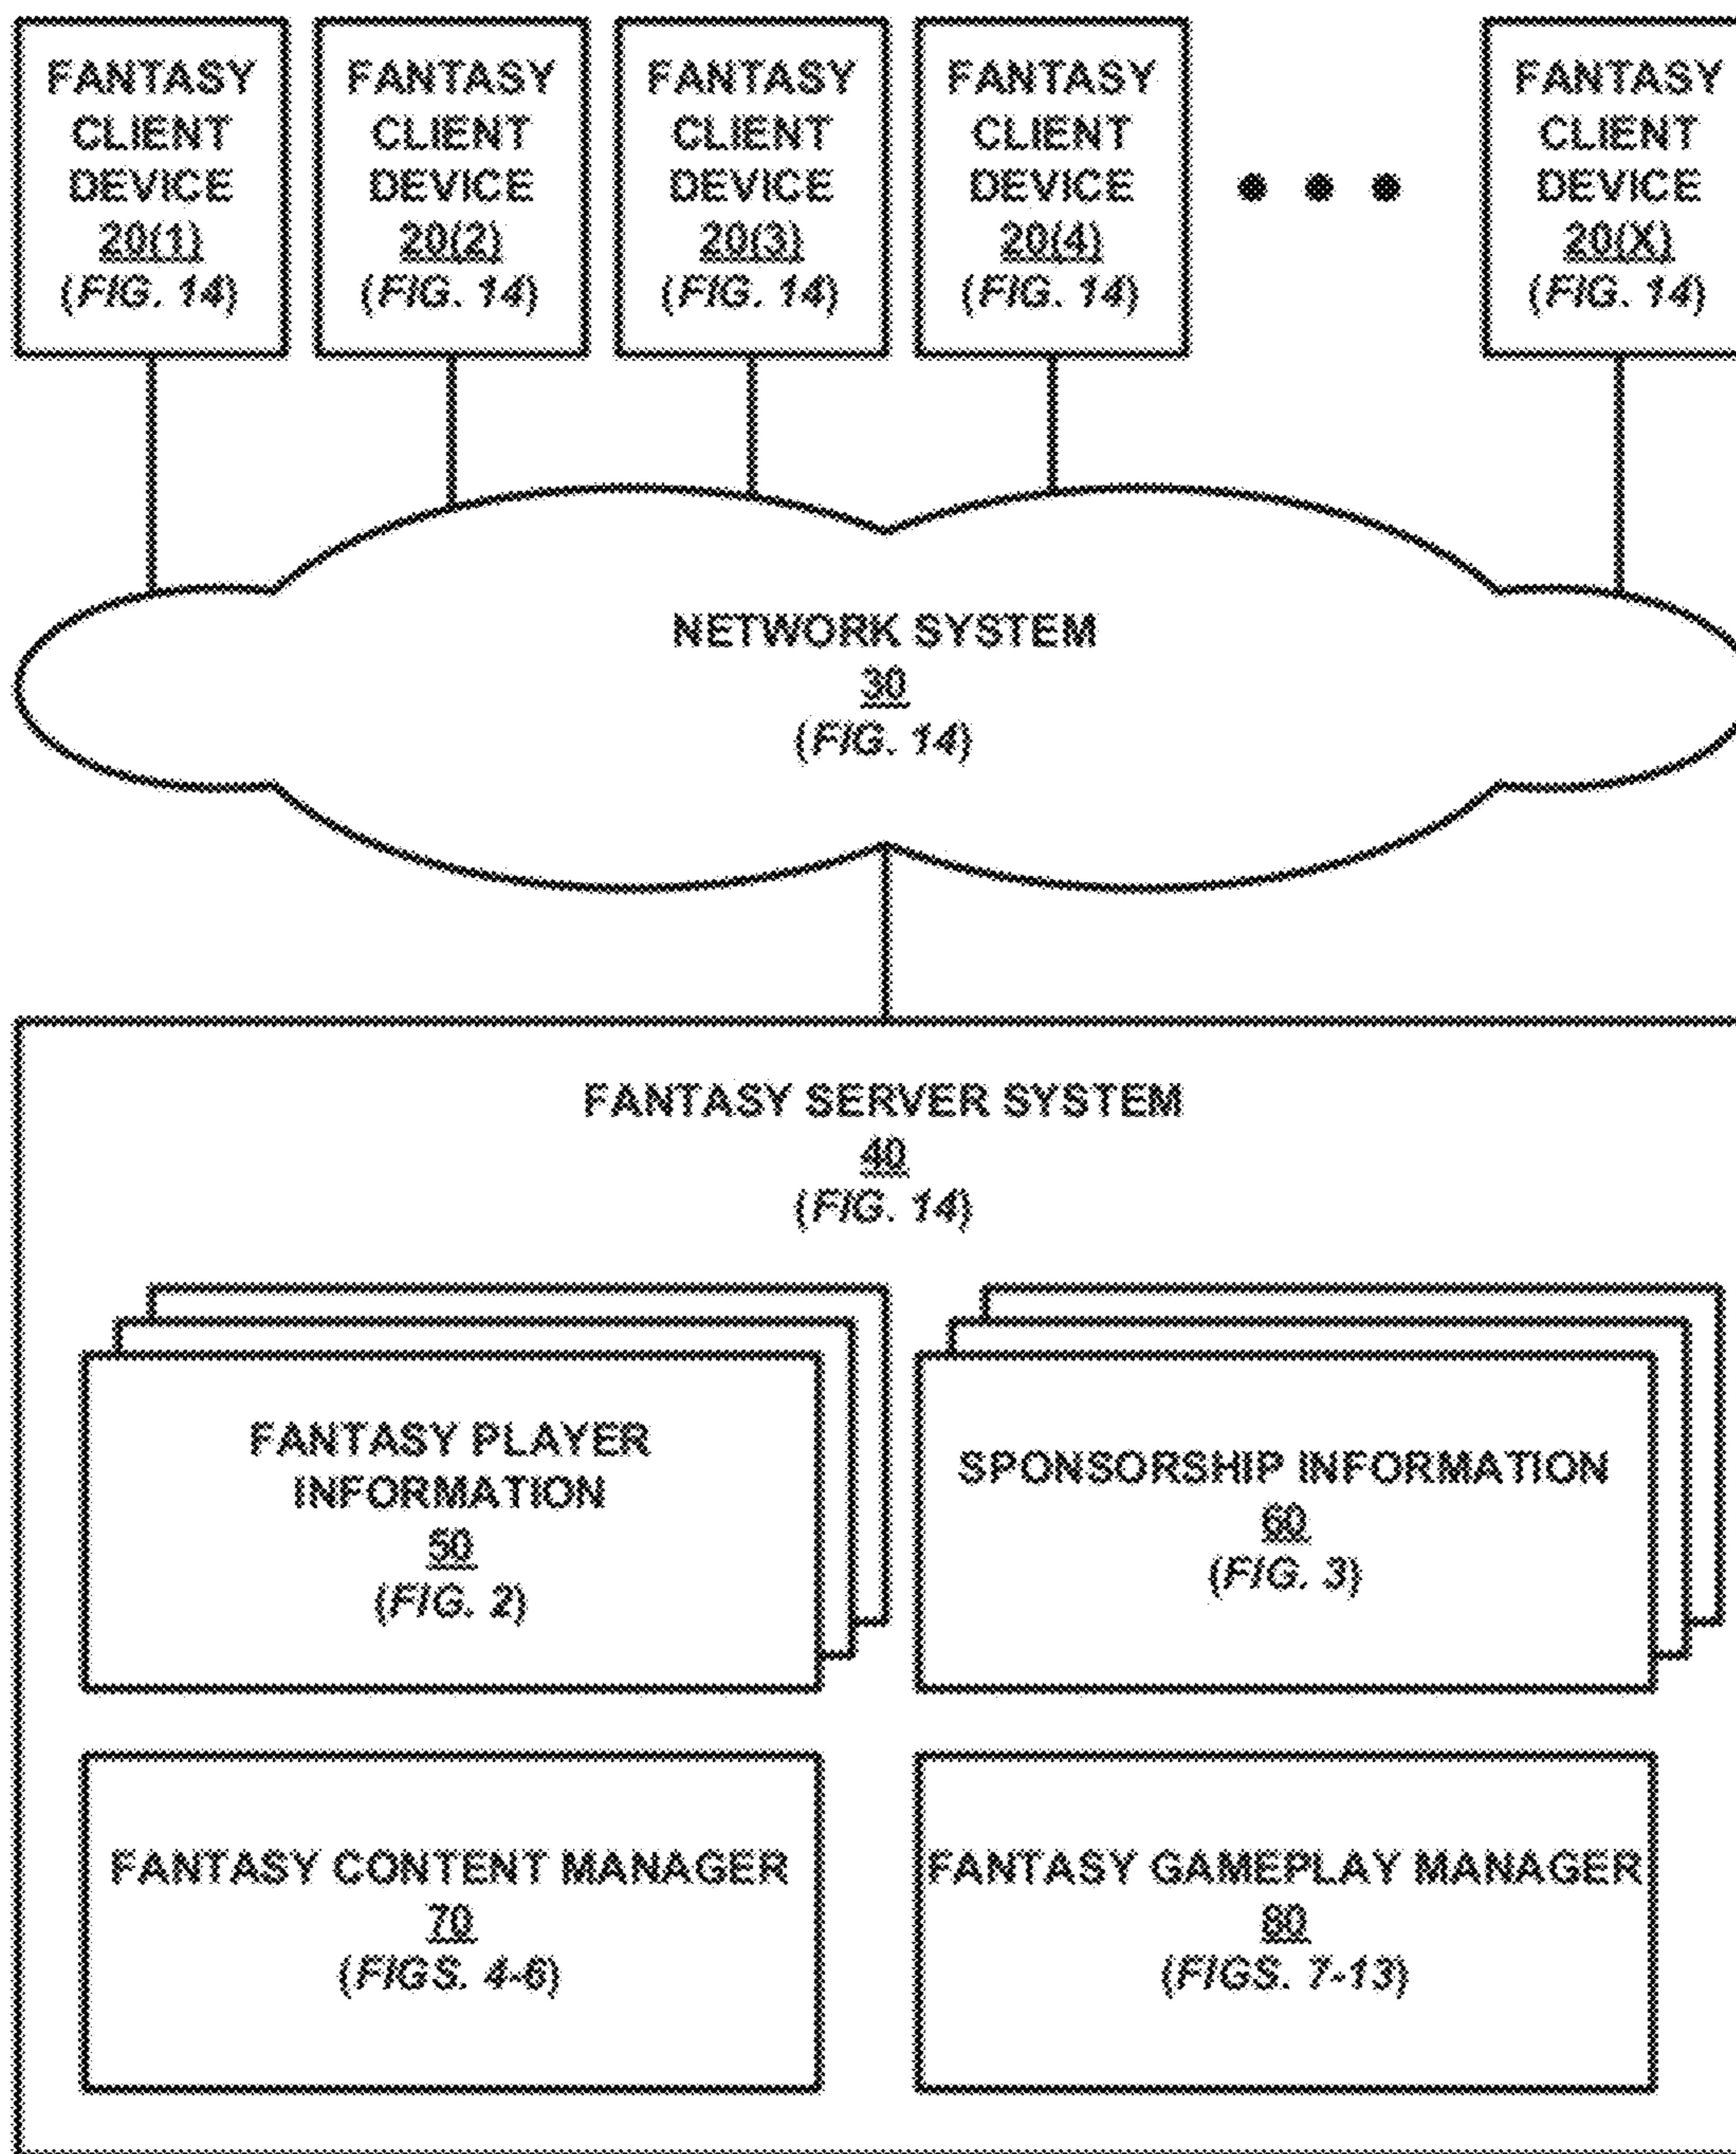 FANTASY
CLIENT
DEVICE
20(1)
(FIG. 14)
FANTASY
CLIENT
DEVICE
20(2)
(FIG. 14)
FANTASY
CLIENT
DEVICE
20(3)
(FIG. 14)
FANTASY
CLIENT
DEVICE
20(4)
(FIG. 14)
FANTASY
CLIENT
DEVICE
20(X)
(FIG. 14)
NETWORK SYSTEM
30
(FIG. 14)
FANTASY SERVER SYSTEM
40
(FIG. 14)
FANTASY PLAYER
INFORMATION
50
(FIG. 2)
SPONSORSHIP INFORMATION
60
(FIG. 3)
FANTASY CONTENT MANAGER
70
(FIGS. 4-6)
FANTASY GAMEPLAY MANAGER
80
(FIGS. 7-13)